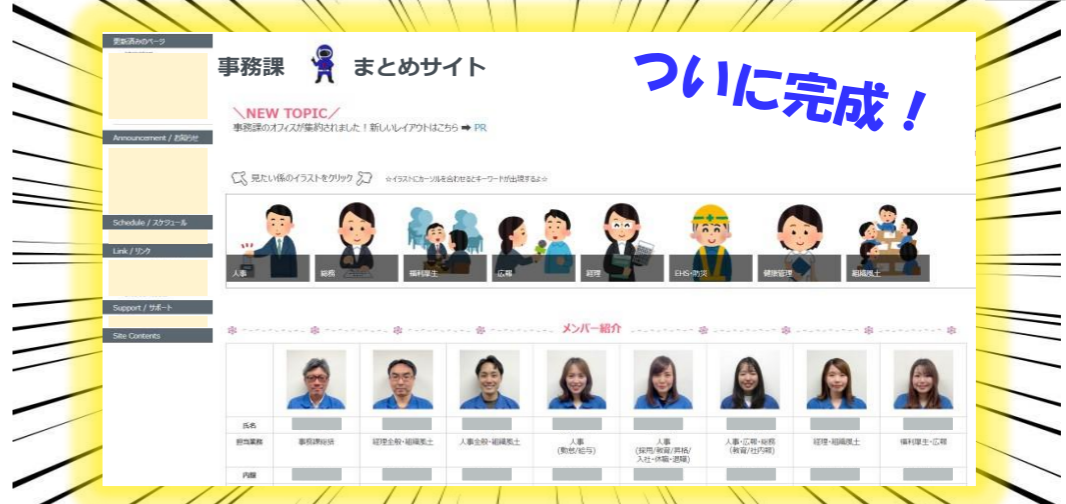 更新済みのページ
事務課 まとめサイト
ついに完成！
＼NEW TOPIC／
事務課のオフィスが集約されました！新しいレイアウトはこちら ➡ PR
Announcement / お知らせ
見たい係のイラストをクリック ☆イラストにカーソルを合わせるとキーワードが出現するよ☆
Schedule / スケジュール
Link / リンク
人事 総務 福利厚生 広報 経理 EHS・防災 健康管理 組織風土
Support / サポート
Site Contents
メンバー紹介
氏名
担当業務 事務課総括 経理全般・組織風土 人事全般・組織風土 人事 人事 人事・広報・総務 経理・組織風土 福利厚生・広報
(勤怠/給与) (採用/教育/昇格/ (教育/社内報)
入社・休職・退職)
内線